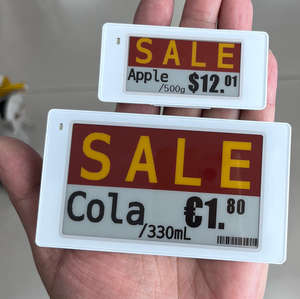 SALE
Apple
/500g $12.01
SALE
Cola
/330mL €1.80